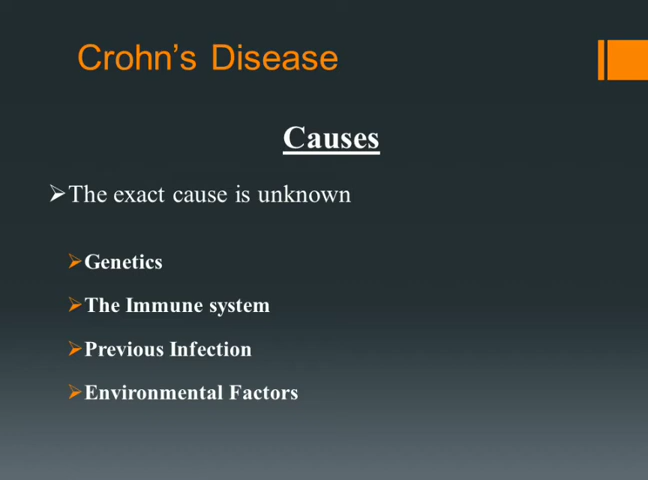 Crohn’s Disease
Causes
➢The exact cause is unknown
➢Genetics
➢The Immune system
➢Previous Infection
➢Environmental Factors